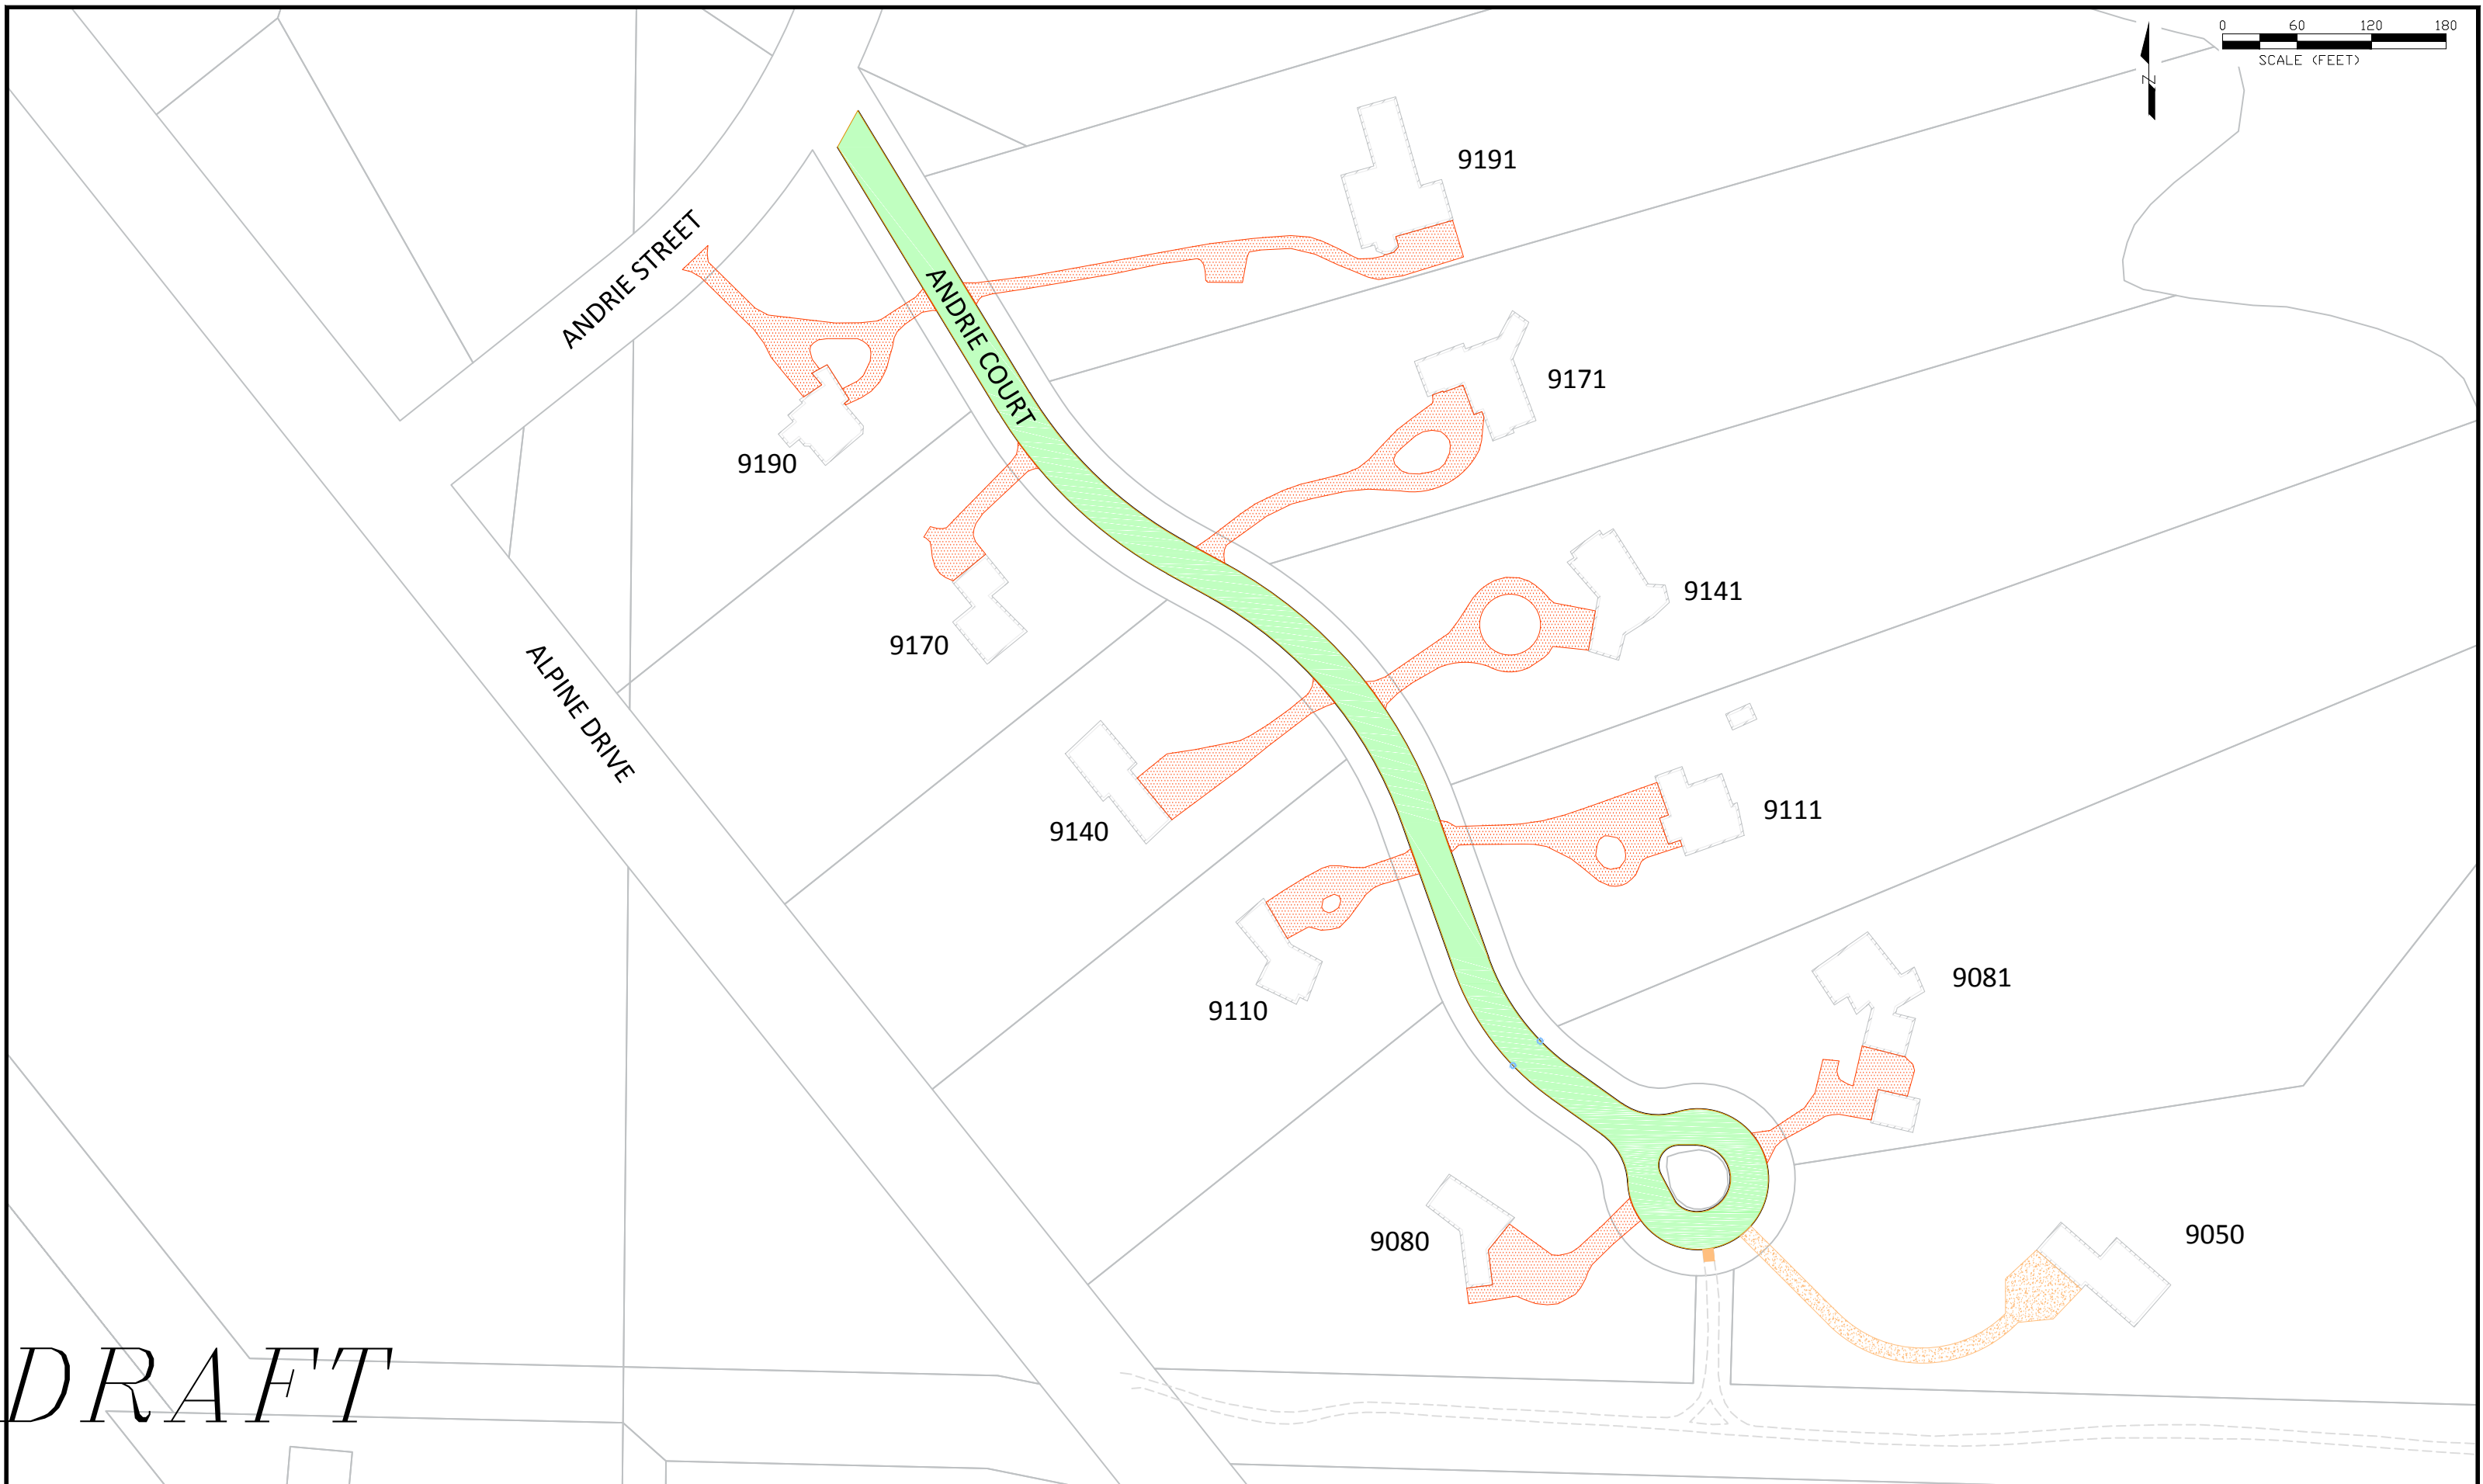 0 60 120 180
SCALE (FEET)
N
9191
ANDRIE STREET
ANDRIE COURT
9171
9190
9141
9170
ALPINE DRIVE
9111
9140
9081
9110
9050
9080
DRAFT